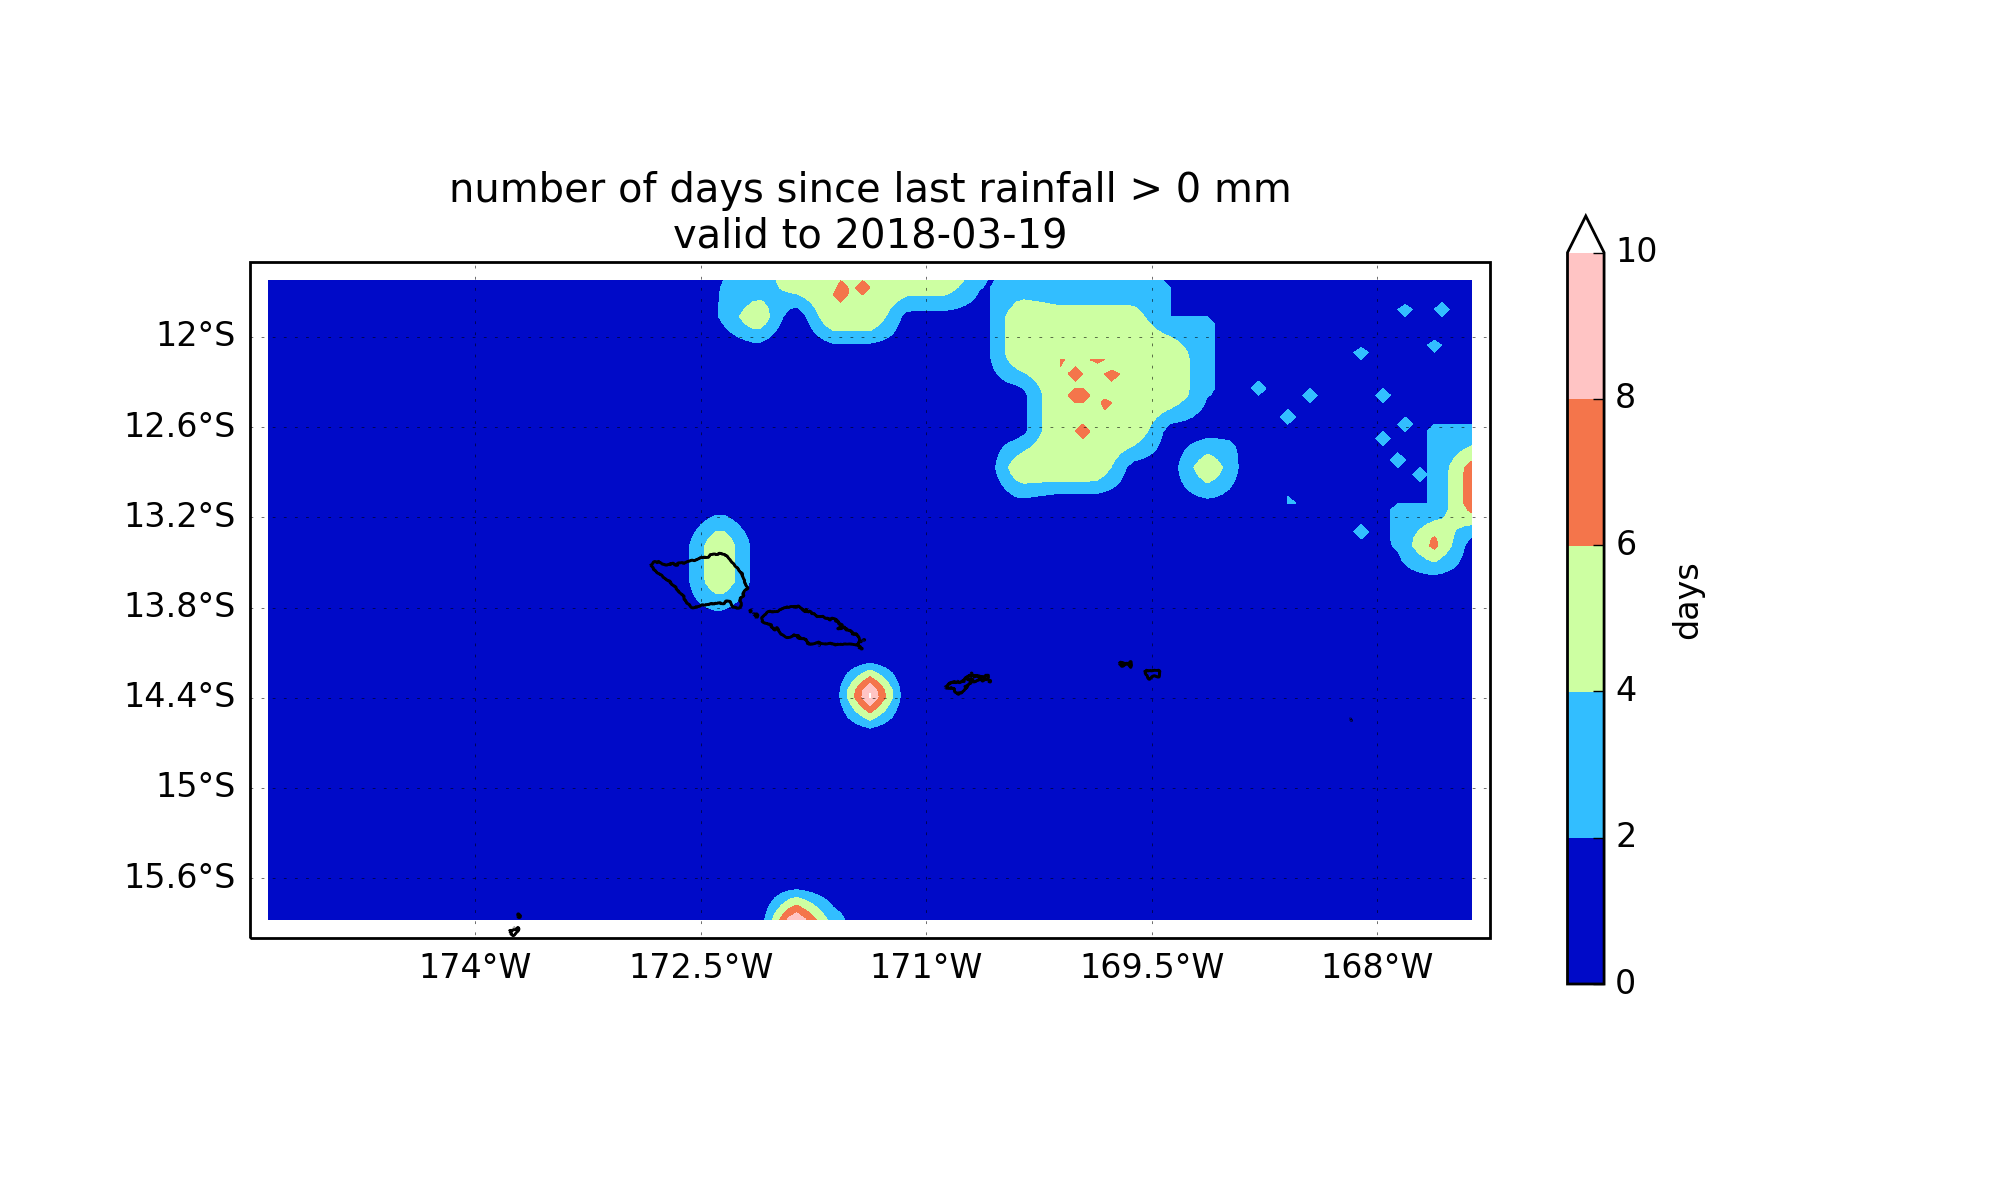 number of days since last rainfall > 0 mm
valid to 2018-03-19
12°S
12.6°S
13.2°S
13.8°S
14.4°S
15°S
15.6°S
174°W 172.5°W 171°W 169.5°W 168°W
10
8
6
4
2
0
days